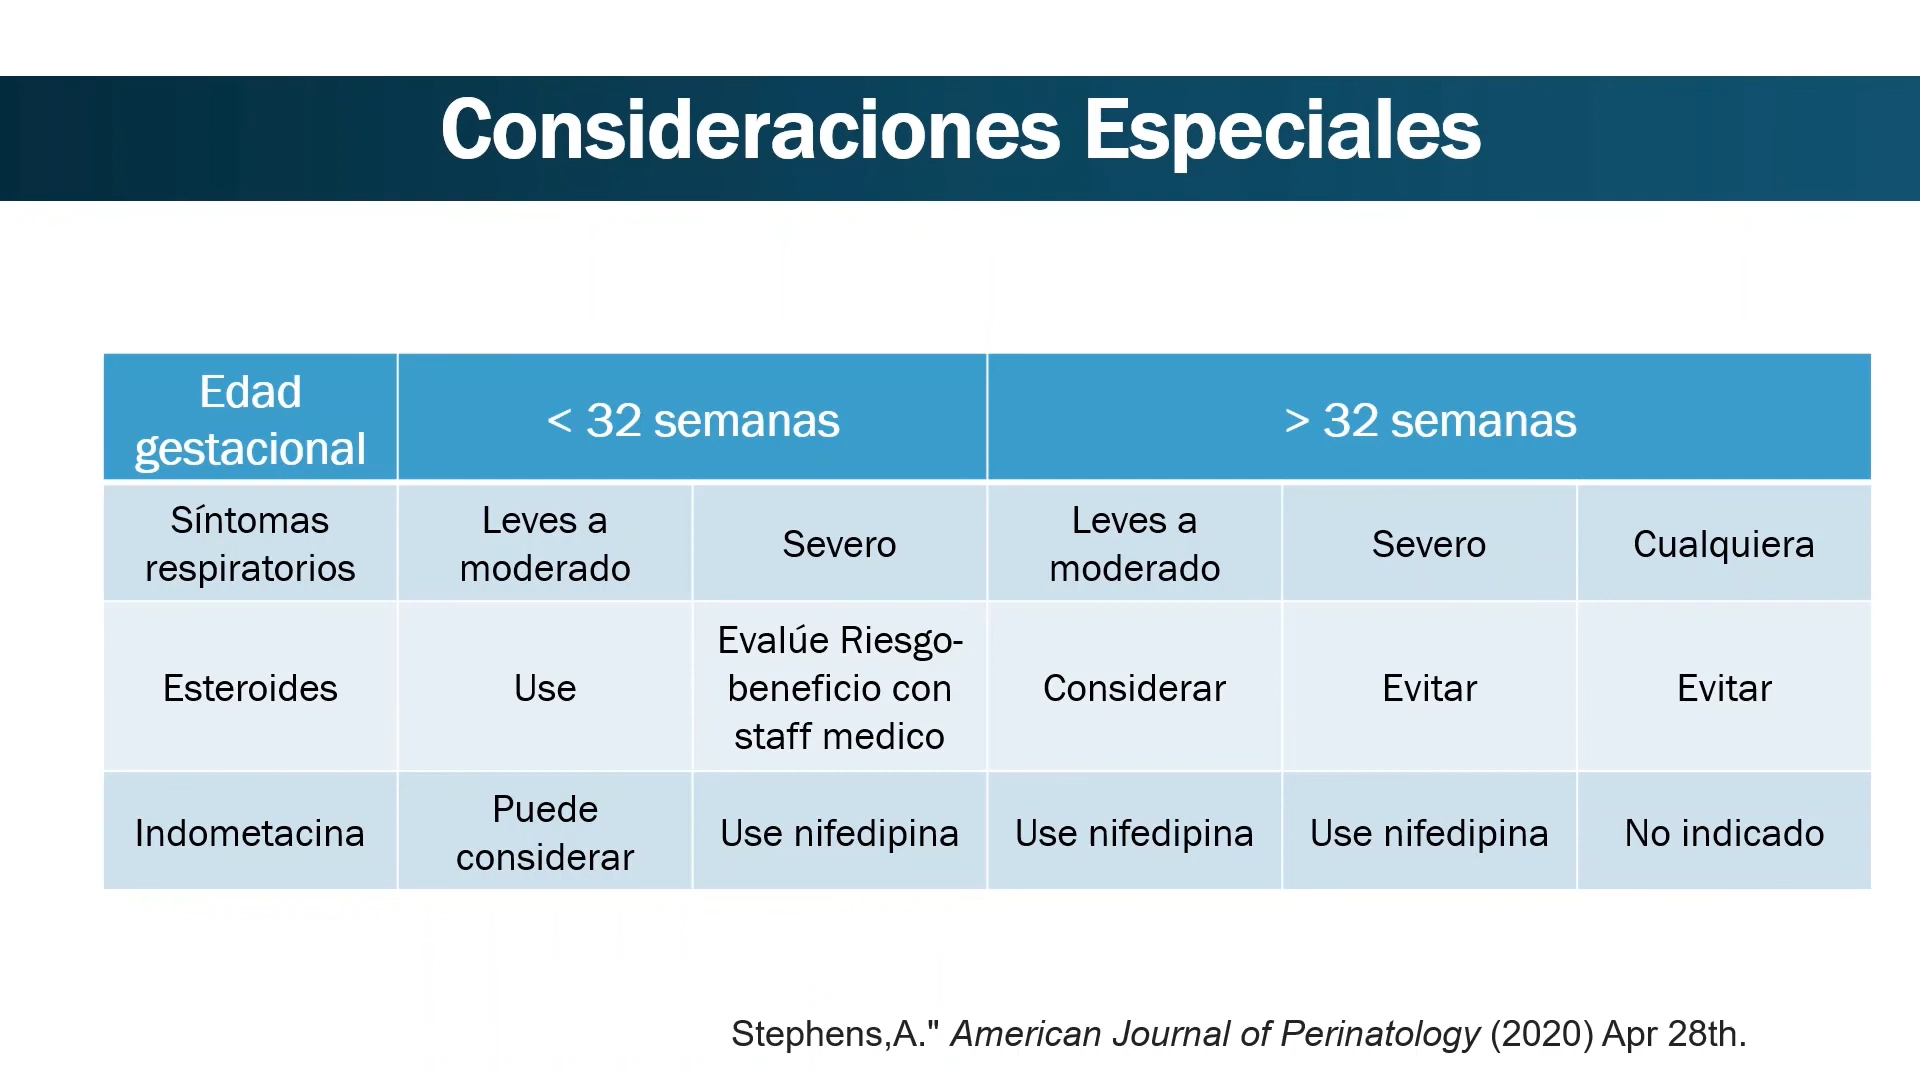 Consideraciones Especiales
Edad
gestacional
< 32 semanas
> 32 semanas
Síntomas
respiratorios
Leves a
moderado
Severo
Leves a
moderado
Severo
Cualquiera
Esteroides
Use
Evalúe Riesgo-
beneficio con
staff medico
Considerar
Evitar
Evitar
Indometacina
Puede
considerar
Use nifedipina
Use nifedipina
Use nifedipina
No indicado
Stephens,A." American Journal of Perinatology (2020) Apr 28th.